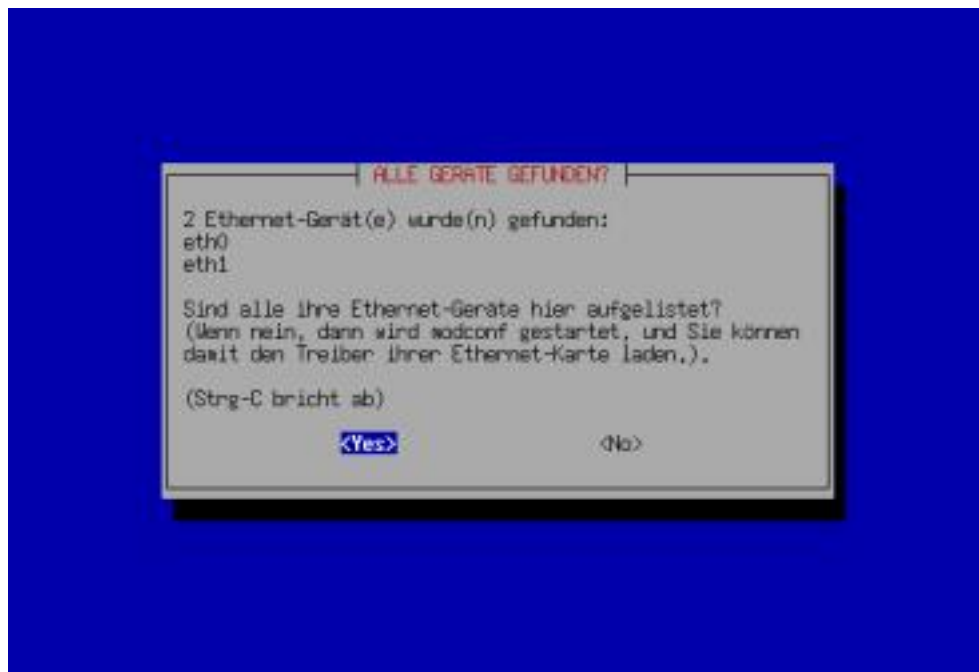 ALLE GERÄTE GEFUNDEN?
2 Ethernet-Gerät(e) wurde(n) gefunden:
eth0
eth1
Sind alle ihre Ethernet-Geräte hier aufgelistet?
(Wenn nein, dann wird modconf gestartet, und Sie können
damit den Treiber ihrer Ethernet-Karte laden.).
(Strg-C bricht ab)
<Yes> <No>